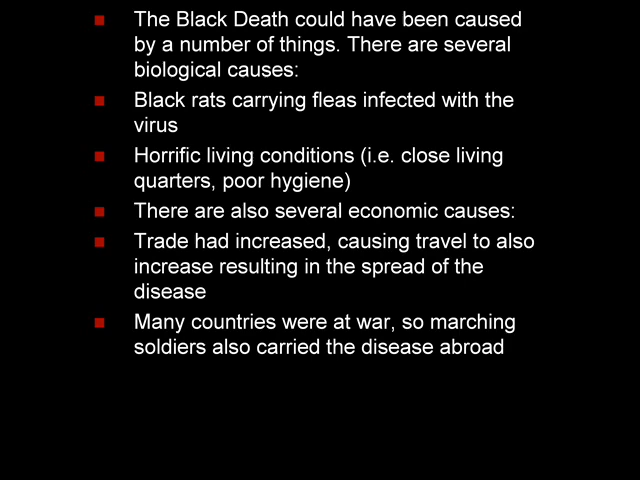 The Black Death could have been caused
by a number of things. There are several
biological causes:
Black rats carrying fleas infected with the
virus
Horrific living conditions (i.e. close living
quarters, poor hygiene)
There are also several economic causes:
Trade had increased, causing travel to also
increase resulting in the spread of the
disease
Many countries were at war, so marching
soldiers also carried the disease abroad